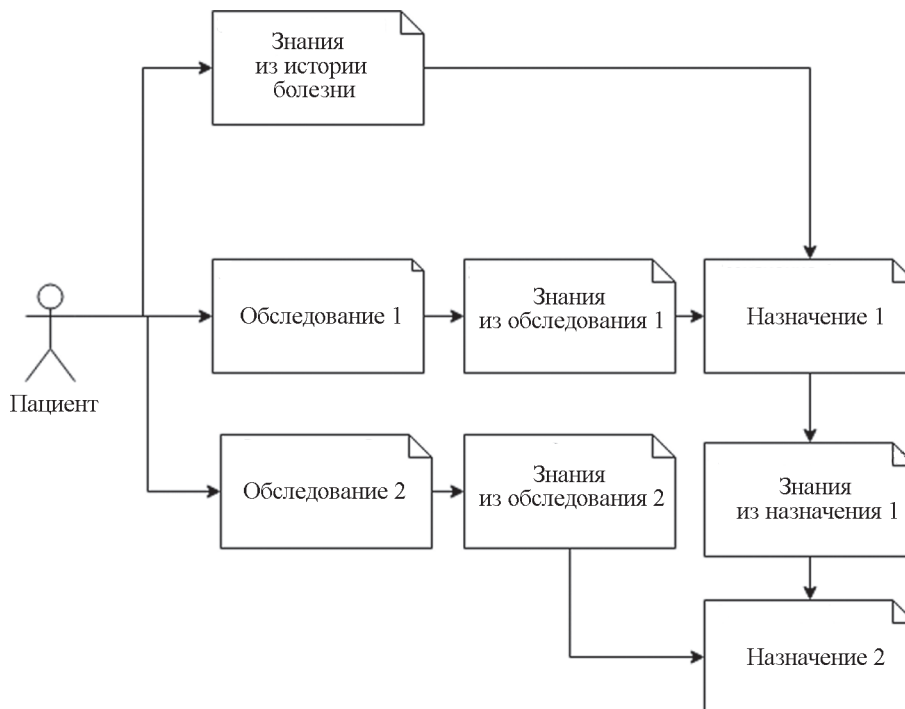 Знания
из истории
болезни
Обследование 1
Знания
из обследования 1
Назначение 1
Пациент
Обследование 2
Знания
из обследования 2
Знания
из назначения 1
Назначение 2